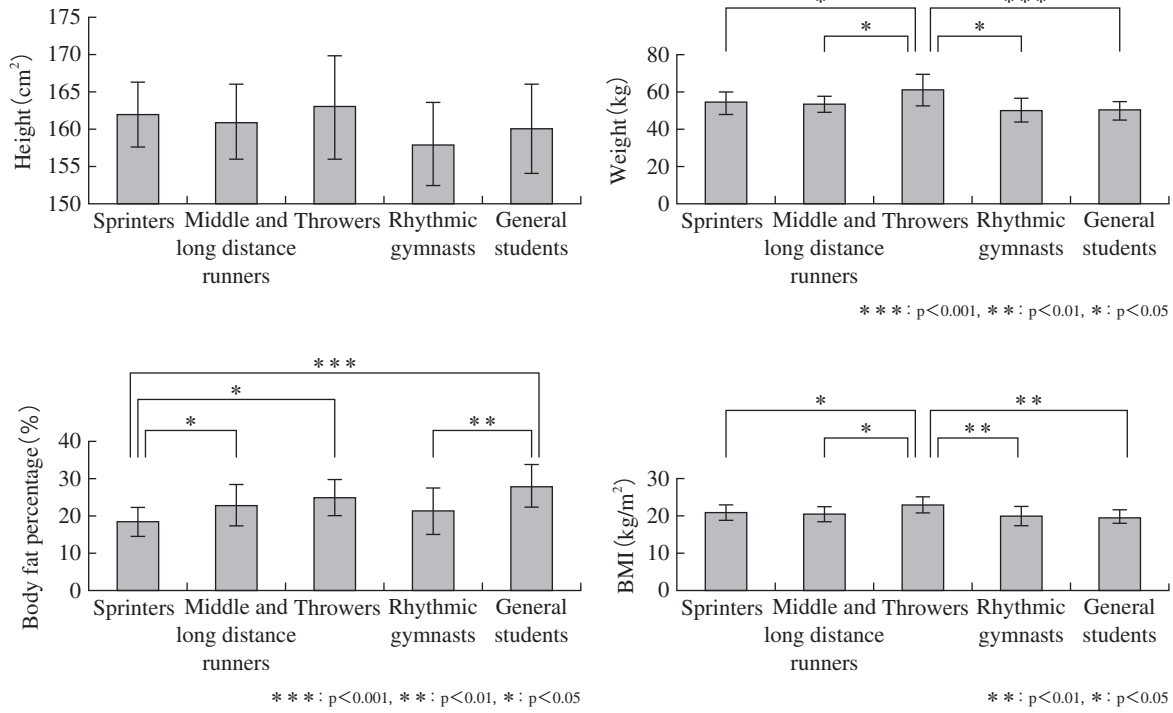 Height (cm²)
175
170
165
160
155
150
Sprinters Middle and Throwers Rhythmic General
long distance gymnasts students
runners
* ***
* *
Weight (kg)
80
60
40
20
0
Sprinters Middle and Throwers Rhythmic General
long distance gymnasts students
runners
***: p<0.001, **: p<0.01, *: p<0.05
***
*
* **
Body fat percentage (%)
40
30
20
10
0
Sprinters Middle and Throwers Rhythmic General
long distance gymnasts students
runners
***: p<0.001, **: p<0.01, *: p<0.05
* **
* **
BMI (kg/m²)
40
30
20
10
0
Sprinters Middle and Throwers Rhythmic General
long distance gymnasts students
runners
**: p<0.01, *: p<0.05